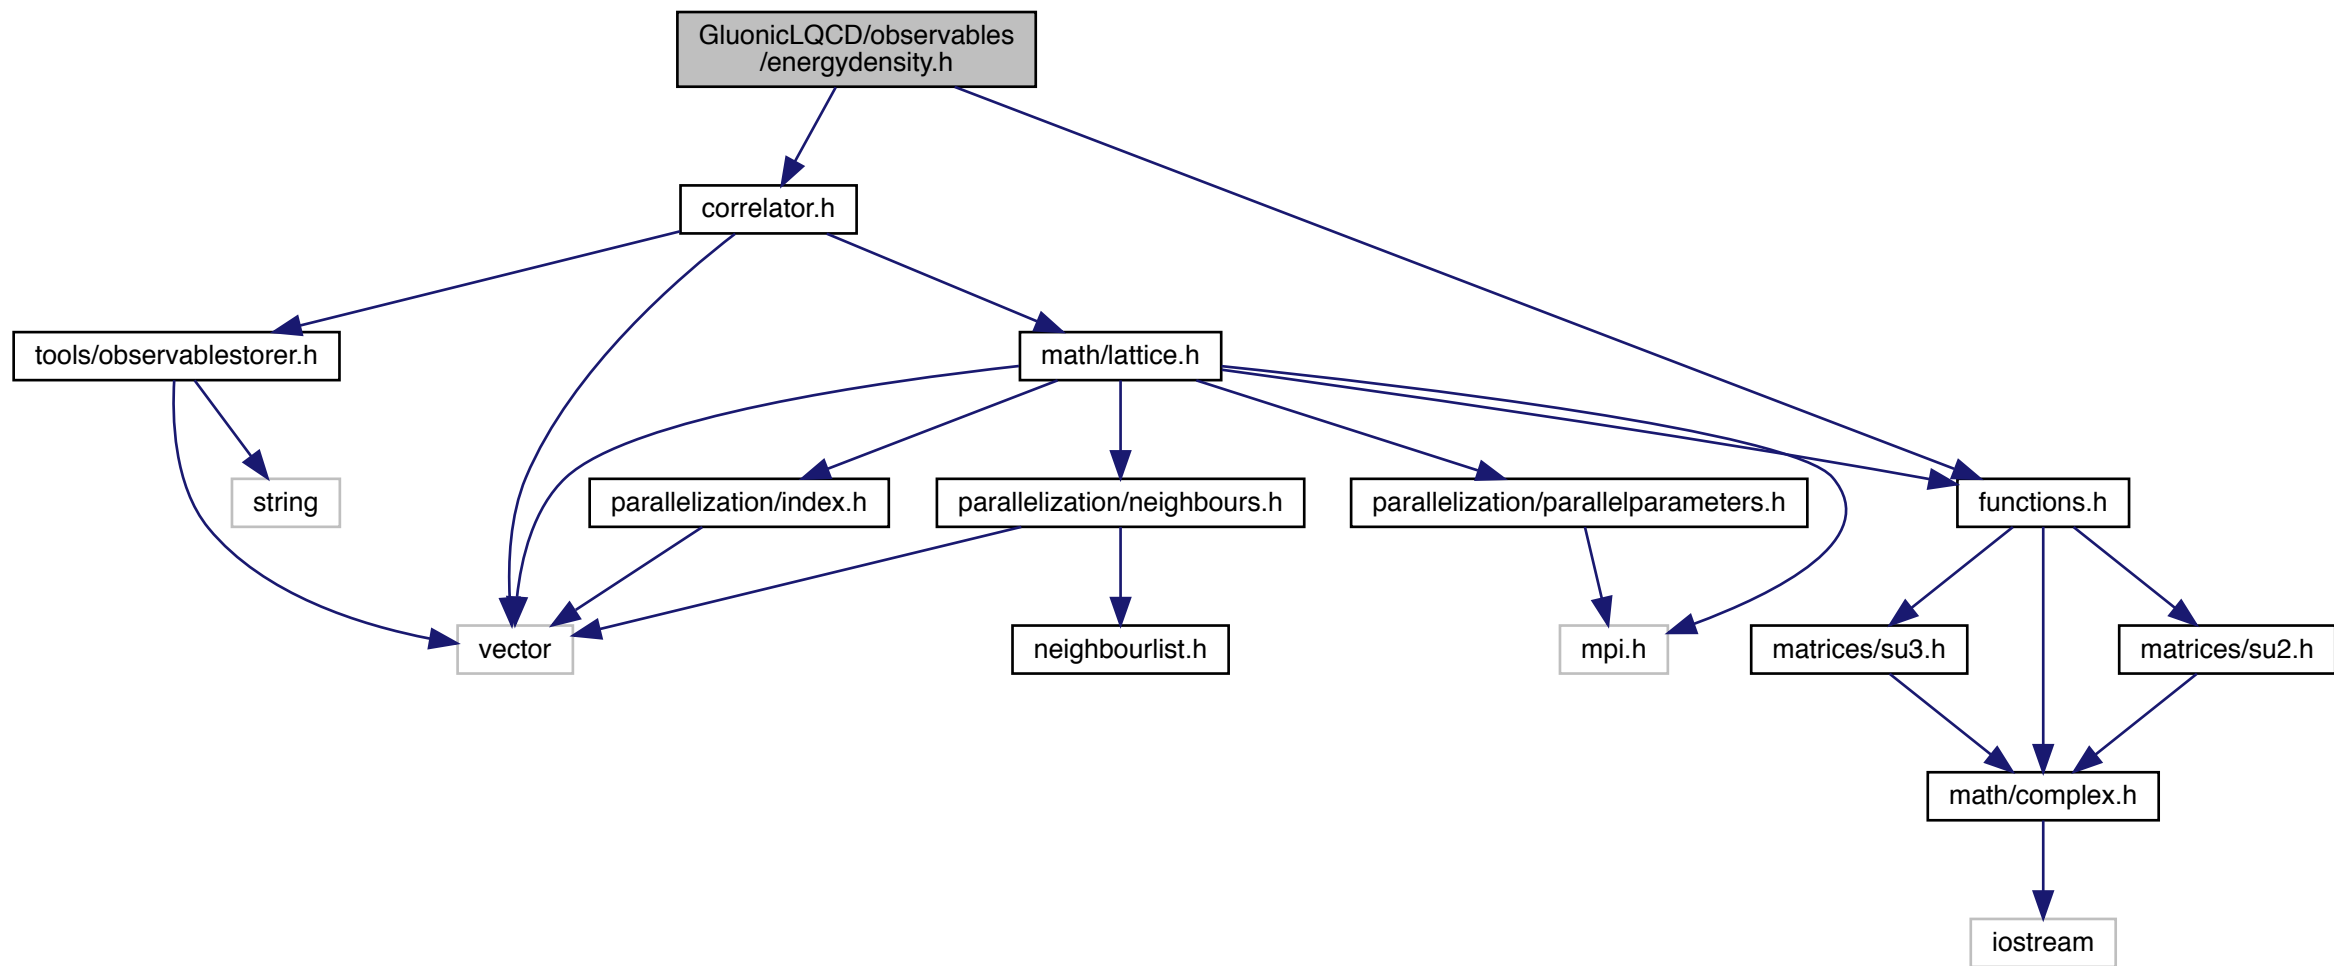 GluonicLQCD/observables
/energydensity.h
correlator.h
tools/observablestorer.h
math/lattice.h
string
parallelization/index.h
parallelization/neighbours.h
parallelization/parallelparameters.h
functions.h
vector
neighbourlist.h
mpi.h
matrices/su3.h
matrices/su2.h
math/complex.h
iostream